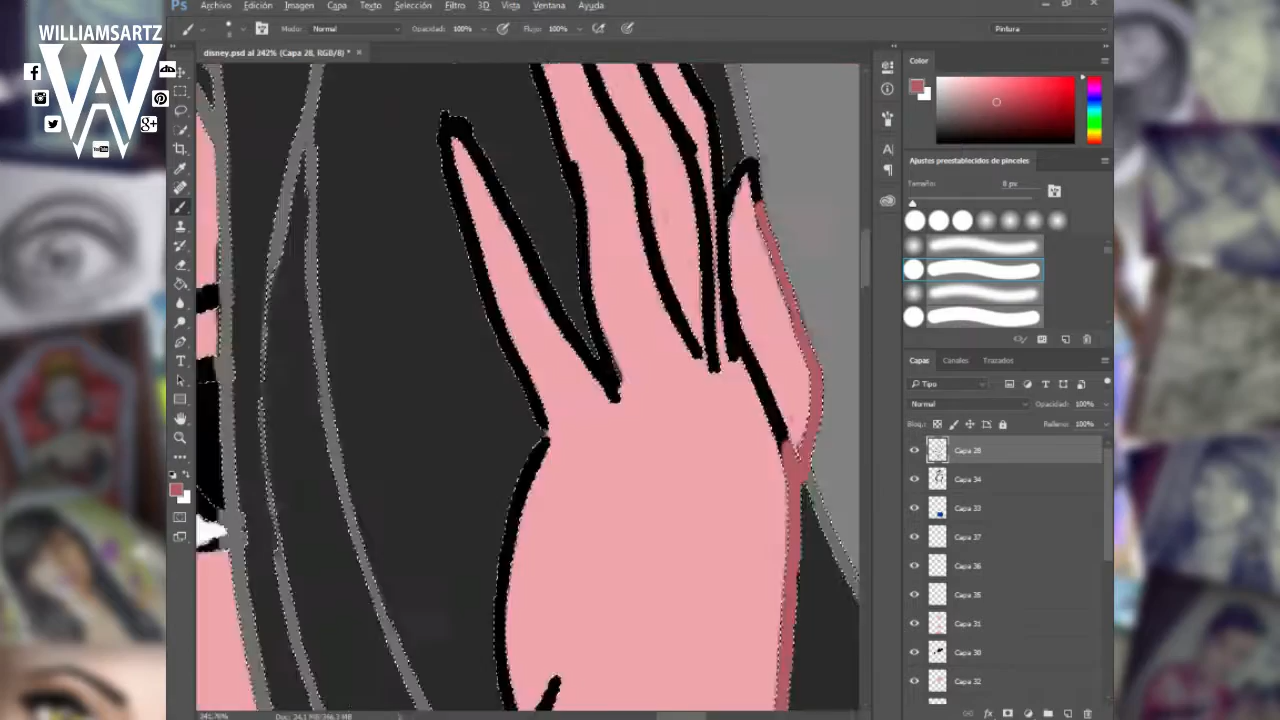 WILLIAMSARTZ
Ps Archivo Edición Imagen Capa Texto Selección Filtro 3D Vista Ventana Ayuda
Modo: Normal Opacidad: 100% Flujo: 100% Pintura
disney.psd al 242% (Capa 28, RGB/8) *
Color
Ajustes preestablecidos de pinceles
Tamaño: 8 px
Capas Canales Trazados
Tipo
Normal Opacidad: 100%
Bloq.: Relleno: 100%
Capa 28
Capa 34
Capa 33
Capa 37
Capa 36
Capa 35
Capa 31
Capa 30
Capa 32